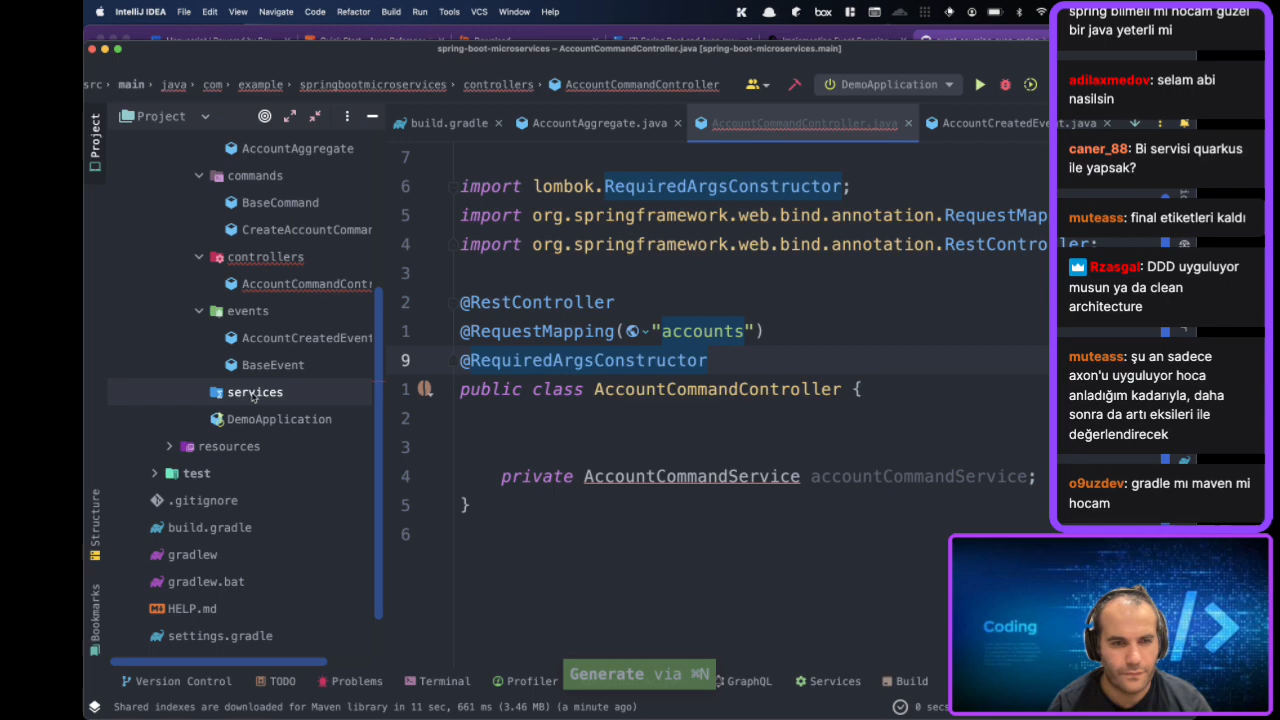 IntelliJ IDEA File Edit View Navigate Code Refactor Build Run Tools VCS Window Help
box
spring-boot-microservices – AccountCommandController.java [spring-boot-microservices.main]
src main java com example springbootmicroservices controllers AccountCommandController
DemoApplication
Project
Project
build.gradle AccountAggregate.java AccountCommandController.java AccountCreatedEvent.java
AccountAggregate
commands
BaseCommand
CreateAccountCommar
controllers
AccountCommandContr
events
AccountCreatedEvent
BaseEvent
services
DemoApplication
resources
test
.gitignore
build.gradle
gradlew
gradlew.bat
HELP.md
settings.gradle
Structure
Bookmarks
7
6 import lombok.RequiredArgsConstructor;
5 import org.springframework.web.bind.annotation.RequestMap
4 import org.springframework.web.bind.annotation.RestController;
3
2 @RestController
1 @RequestMapping("accounts")
9 @RequiredArgsConstructor
1 public class AccountCommandController {
2
3
4 private AccountCommandService accountCommandService;
5 }
6
Generate via ⌘N
Version Control TODO Problems Terminal Profiler GraphQL Services Build
Shared indexes are downloaded for Maven library in 11 sec, 661 ms (3.46 MB) (a minute ago)
0 secs
spring bilmeli mi hocam güzel
bir java yeterli mi
adilaxmedov: selam abi
nasilsin
caner_88: Bi servisi quarkus
ile yapsak?
muteass: final etiketleri kaldı
Rzasgal: DDD uyguluyor
musun ya da clean
architecture
muteass: şu an sadece
axon'u uyguluyor hoca
anladığım kadarıyla, daha
sonra da artı eksileri ile
değerlendirecek
o9uzdev: gradle mı maven mi
hocam
Coding